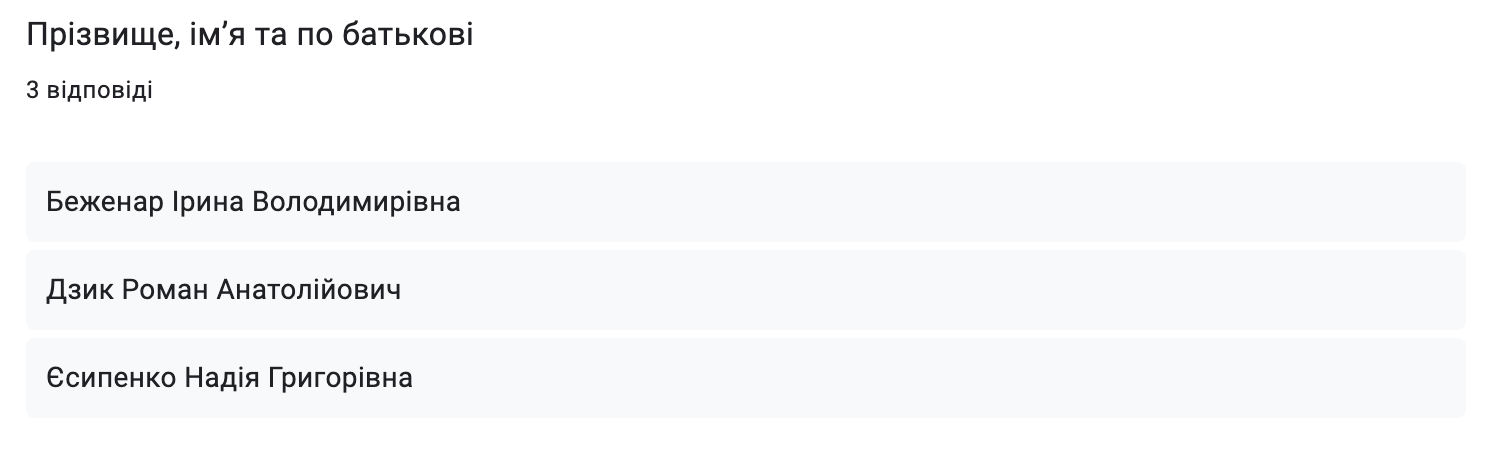 Прізвище, ім’я та по батькові
3 відповіді
Беженар Ірина Володимирівна
Дзик Роман Анатолійович
Єсипенко Надія Григорівна